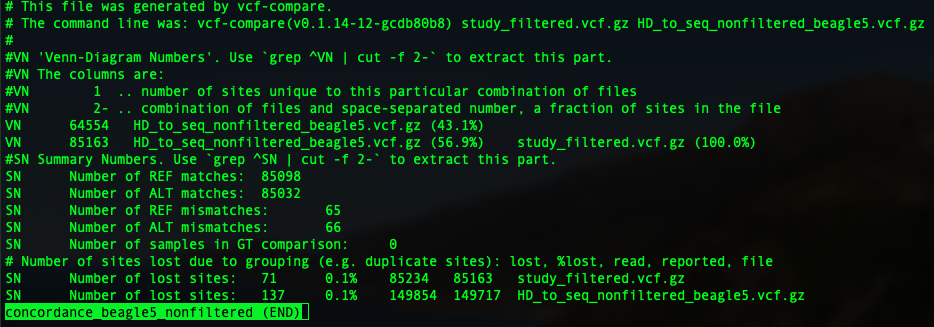 # This file was generated by vcf-compare.
# The command line was: vcf-compare(v0.1.14-12-gcdb80b8) study_filtered.vcf.gz HD_to_seq_nonfiltered_beagle5.vcf.gz
#
#VN 'Venn-Diagram Numbers'. Use `grep ^VN | cut -f 2-` to extract this part.
#VN The columns are:
#VN        1  .. number of sites unique to this particular combination of files
#VN        2- .. combination of files and space-separated number, a fraction of sites in the file
VN      64554   HD_to_seq_nonfiltered_beagle5.vcf.gz (43.1%)
VN      85163   HD_to_seq_nonfiltered_beagle5.vcf.gz (56.9%)    study_filtered.vcf.gz (100.0%)
#SN Summary Numbers. Use `grep ^SN | cut -f 2-` to extract this part.
SN      Number of REF matches:  85098
SN      Number of ALT matches:  85032
SN      Number of REF mismatches:       65
SN      Number of ALT mismatches:       66
SN      Number of samples in GT comparison:     0
# Number of sites lost due to grouping (e.g. duplicate sites): lost, %lost, read, reported, file
SN      Number of lost sites:   71      0.1%    85234   85163   study_filtered.vcf.gz
SN      Number of lost sites:   137     0.1%    149854  149717  HD_to_seq_nonfiltered_beagle5.vcf.gz
concordance_beagle5_nonfiltered (END)